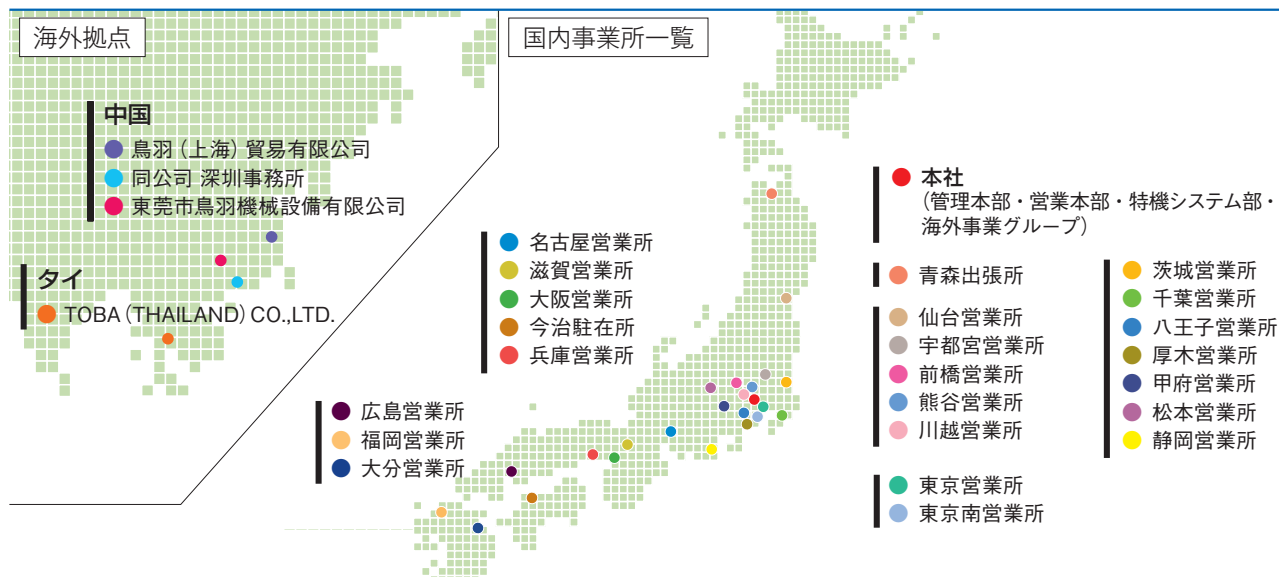 海外拠点
中国
鳥羽（上海）貿易有限公司
同公司 深圳事務所
東莞市鳥羽機械設備有限公司
タイ
TOBA（THAILAND）CO.,LTD.
国内事業所一覧
名古屋営業所
滋賀営業所
大阪営業所
今治駐在所
兵庫営業所
広島営業所
福岡営業所
大分営業所
本社
（管理本部・営業本部・特機システム部・
海外事業グループ）
青森出張所
仙台営業所
宇都宮営業所
前橋営業所
熊谷営業所
川越営業所
東京営業所
東京南営業所
茨城営業所
千葉営業所
八王子営業所
厚木営業所
甲府営業所
松本営業所
静岡営業所